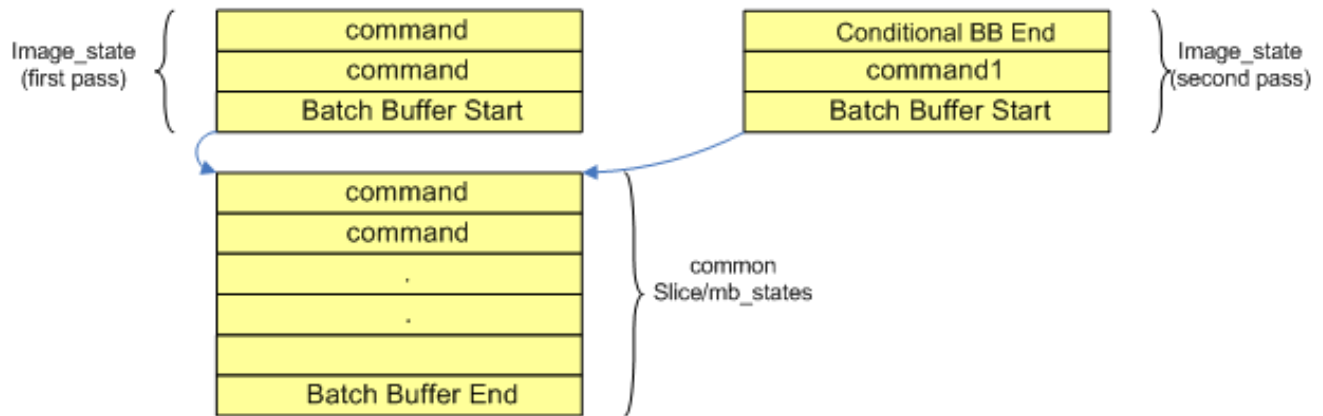 Image_state
(first pass)
command
command
Batch Buffer Start
Conditional BB End
command1
Batch Buffer Start
Image_state
(second pass)
command
command
.
.
Batch Buffer End
common
Slice/mb_states